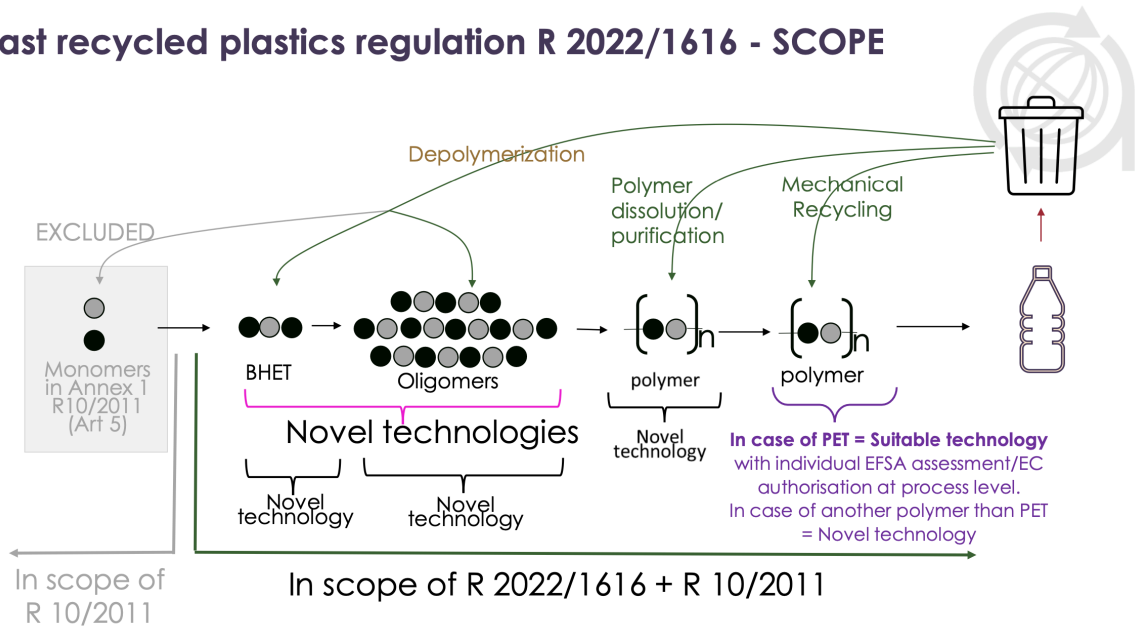 ast recycled plastics regulation R 2022/1616 - SCOPE
Depolymerization
Polymer
dissolution/
purification
Mechanical
Recycling
EXCLUDED
Monomers
in Annex 1
R10/2011
(Art 5)
BHET
Oligomers
n
polymer
n
polymer
Novel technologies
Novel
technology
Novel
technology
Novel
technology
In case of PET = Suitable technology
with individual EFSA assessment/EC
authorisation at process level.
In case of another polymer than PET
= Novel technology
In scope of
R 10/2011
In scope of R 2022/1616 + R 10/2011